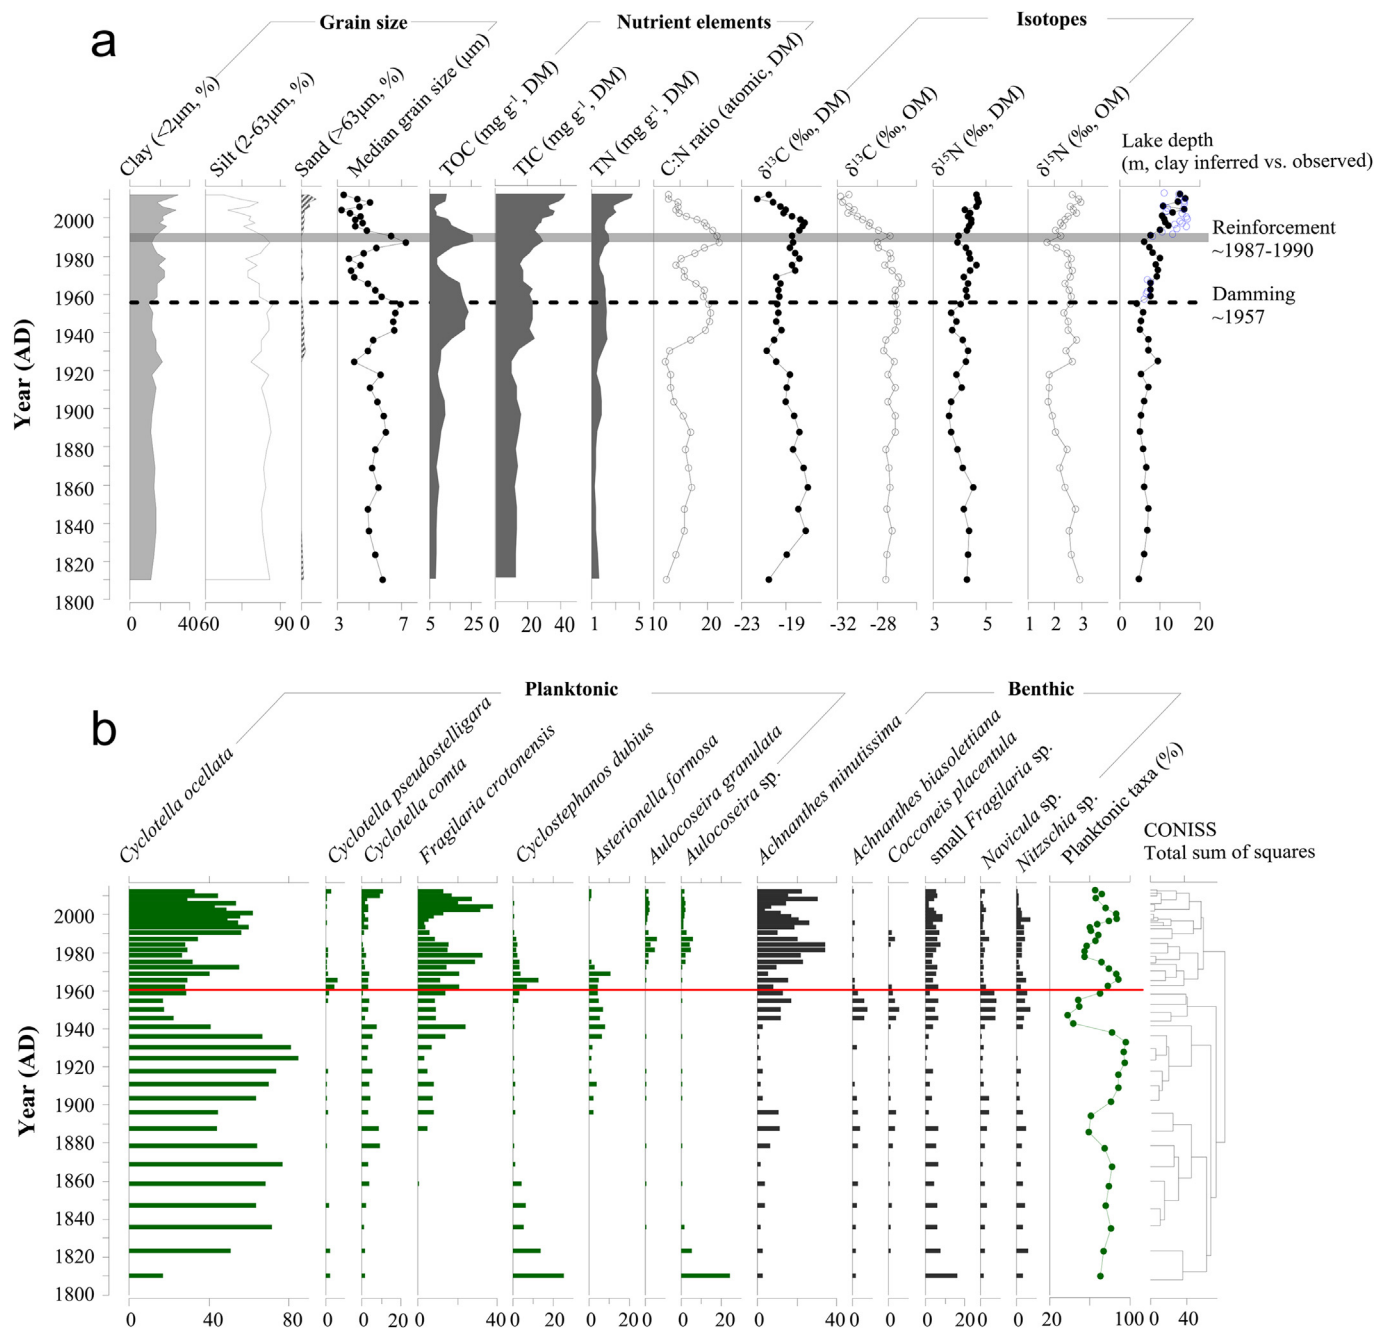 a
Grain size
Nutrient elements
Isotopes
Clay (<2μm, %)
Silt (2-63μm, %)
Sand (>63μm, %)
Median grain size (μm)
TOC (mg g⁻¹, DM)
TIC (mg g⁻¹, DM)
TN (mg g⁻¹, DM)
C:N ratio (atomic, DM)
δ¹³C (‰, DM)
δ¹³C (‰, OM)
δ¹⁵N (‰, DM)
δ¹⁵N (‰, OM)
Lake depth
(m, clay inferred vs. observed)
Year (AD)
2000
1980
1960
1940
1920
1900
1880
1860
1840
1820
1800
Reinforcement
~1987-1990
Damming
~1957
0 40 60 90 0 3 7 5 25 0 20 40 1 5 10 20 -23 -19 -32 -28 3 5 1 2 3 0 10 20
b
Planktonic
Benthic
Cyclotella ocellata
Cyclotella pseudostelligara
Cyclotella comta
Fragilaria crotonensis
Cyclostephanos dubius
Asterionella formosa
Aulocoseira granulata
Aulocoseira sp.
Achnanthes minutissima
Achnanthes biasolettiana
Cocconeis placentula
small Fragilaria sp.
Navicula sp.
Nitzschia sp.
Planktonic taxa (%)
CONISS
Total sum of squares
Year (AD)
2000
1980
1960
1940
1920
1900
1880
1860
1840
1820
1800
0 40 80 0 0 0 20 0 20 0 20 0 0 20 0 20 40 0 0 0 20 0 0 20 100 0 40